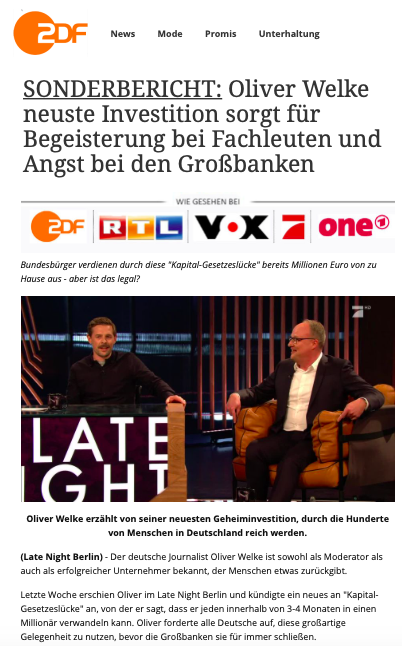 ZDF
News Mode Promis Unterhaltung
SONDERBERICHT: Oliver Welke
neuste Investition sorgt für
Begeisterung bei Fachleuten und
Angst bei den Großbanken
WIE GESEHEN BEI
ZDF RTL VOX 7 one
Bundesbürger verdienen durch diese "Kapital-Gesetzeslücke" bereits Millionen Euro von zu
Hause aus - aber ist das legal?
LATE
NIGHT
Oliver Welke erzählt von seiner neuesten Geheiminvestition, durch die Hunderte
von Menschen in Deutschland reich werden.
(Late Night Berlin) - Der deutsche Journalist Oliver Welke ist sowohl als Moderator als
auch als erfolgreicher Unternehmer bekannt, der Menschen etwas zurückgibt.
Letzte Woche erschien Oliver im Late Night Berlin und kündigte ein neues an "Kapital-
Gesetzeslücke" an, von der er sagt, dass er jeden innerhalb von 3-4 Monaten in einen
Millionär verwandeln kann. Oliver forderte alle Deutsche auf, diese großartige
Gelegenheit zu nutzen, bevor die Großbanken sie für immer schließen.